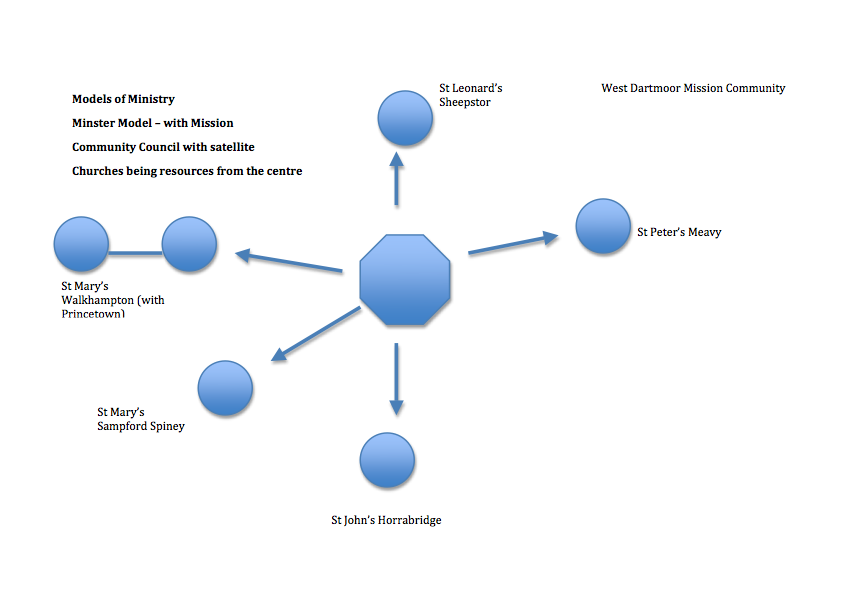 Models of Ministry
Minster Model – with Mission
Community Council with satellite
Churches being resources from the centre
St Leonard’s
Sheepstor
West Dartmoor Mission Community
St Peter’s Meavy
St Mary’s
Walkhampton (with
Princetown)
St Mary’s
Sampford Spiney
St John’s Horrabridge